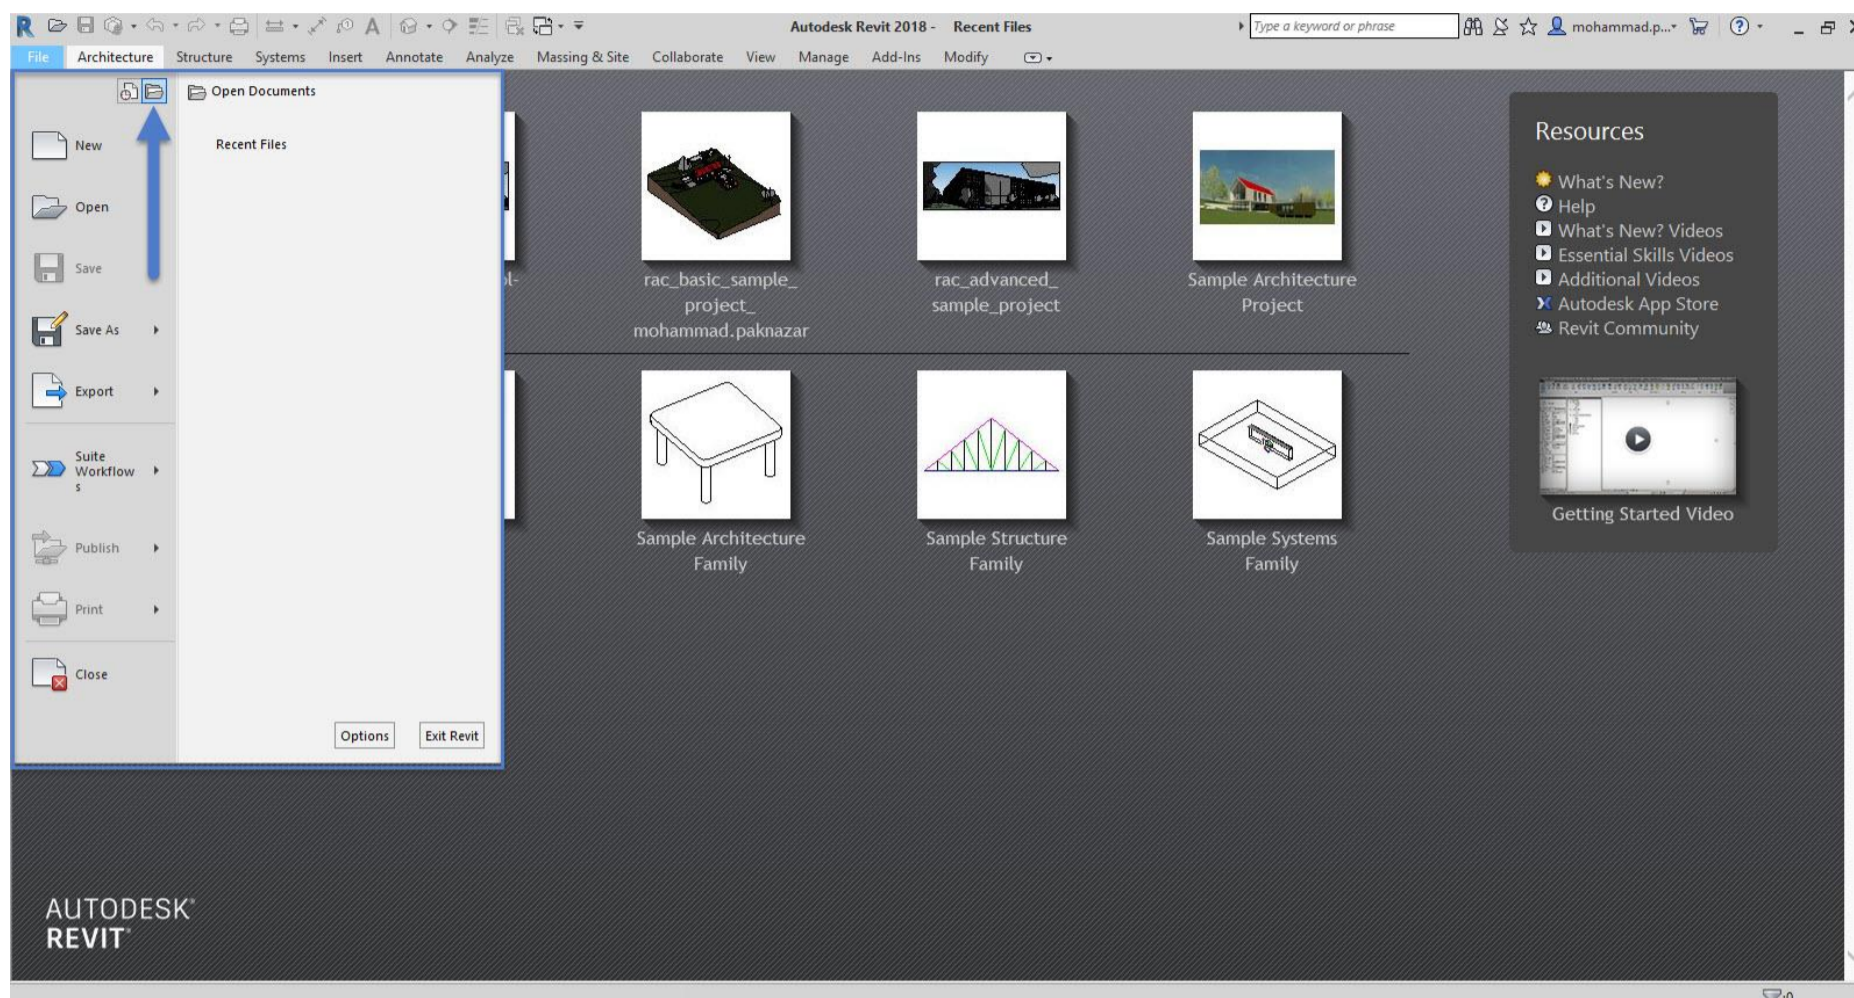 Autodesk Revit 2018 - Recent Files
Type a keyword or phrase
mohammad.p...
File Architecture Structure Systems Insert Annotate Analyze Massing & Site Collaborate View Manage Add-Ins Modify
Open Documents
Recent Files
New
Open
Save
Save As
Export
Suite
Workflow
s
Publish
Print
Close
Options Exit Revit
rac_basic_sample_
project_
mohammad.paknazar
rac_advanced_
sample_project
Sample Architecture
Project
Sample Architecture
Family
Sample Structure
Family
Sample Systems
Family
Resources
What's New?
Help
What's New? Videos
Essential Skills Videos
Additional Videos
Autodesk App Store
Revit Community
Getting Started Video
AUTODESK®
REVIT®